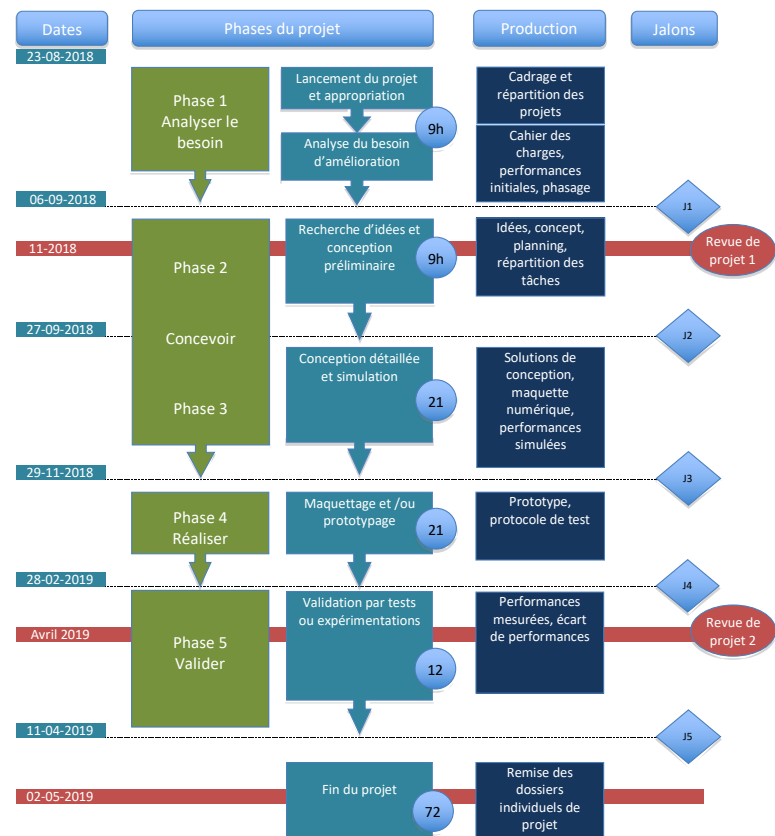 Dates
Phases du projet
Production
Jalons
23-08-2018
Phase 1
Analyser le
besoin
Lancement du projet
et appropriation
9h
Analyse du besoin
d'amélioration
Cadrage et
répartition des
projets
Cahier des
charges,
performances
initiales, phasage
06-09-2018
J1
11-2018
Phase 2
Concevoir
Phase 3
Recherche d'idées et
conception
préliminaire
9h
Idées, concept,
planning,
répartition des
tâches
Revue de
projet 1
27-09-2018
J2
Conception détaillée
et simulation
21
Solutions de
conception,
maquette
numérique,
performances
simulées
29-11-2018
J3
Phase 4
Réaliser
Maquettage et /ou
prototypage
21
Prototype,
protocole de test
28-02-2019
J4
Avril 2019
Phase 5
Valider
Validation par tests
ou expérimentations
12
Performances
mesurées, écart
de performances
Revue de
projet 2
11-04-2019
J5
02-05-2019
Fin du projet
72
Remise des
dossiers
individuels de
projet